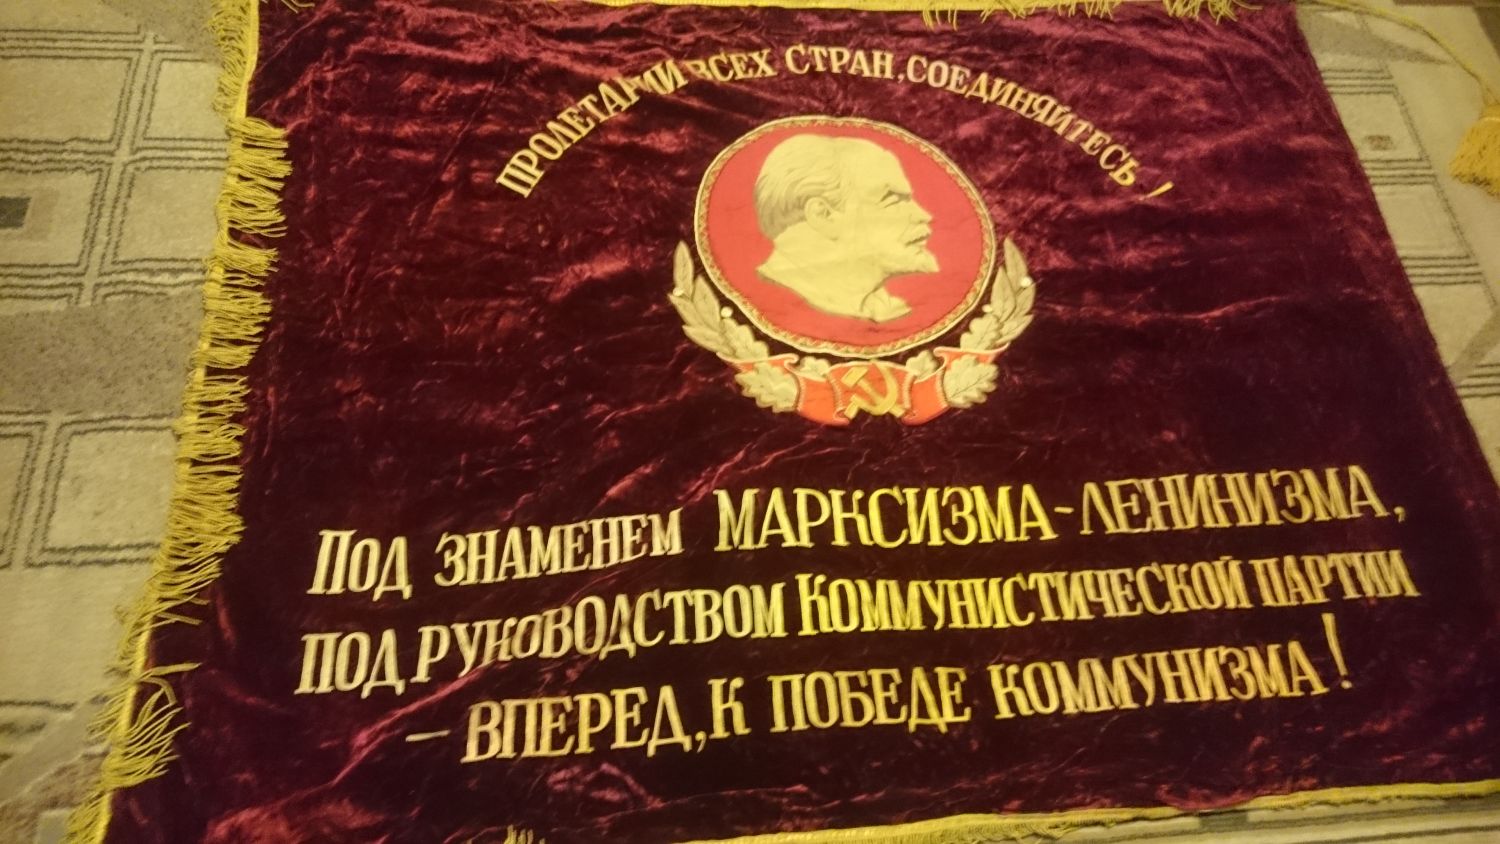 ПРОЛЕТАРИИ ВСЕХ СТРАН, СОЕДИНЯЙТЕСЬ!
ПОД ЗНАМЕНЕМ МАРКСИЗМА-ЛЕНИНИЗМА,
ПОД РУКОВОДСТВОМ КОММУНИСТИЧЕСКОЙ ПАРТИИ
– ВПЕРЕД, К ПОБЕДЕ КОММУНИЗМА!